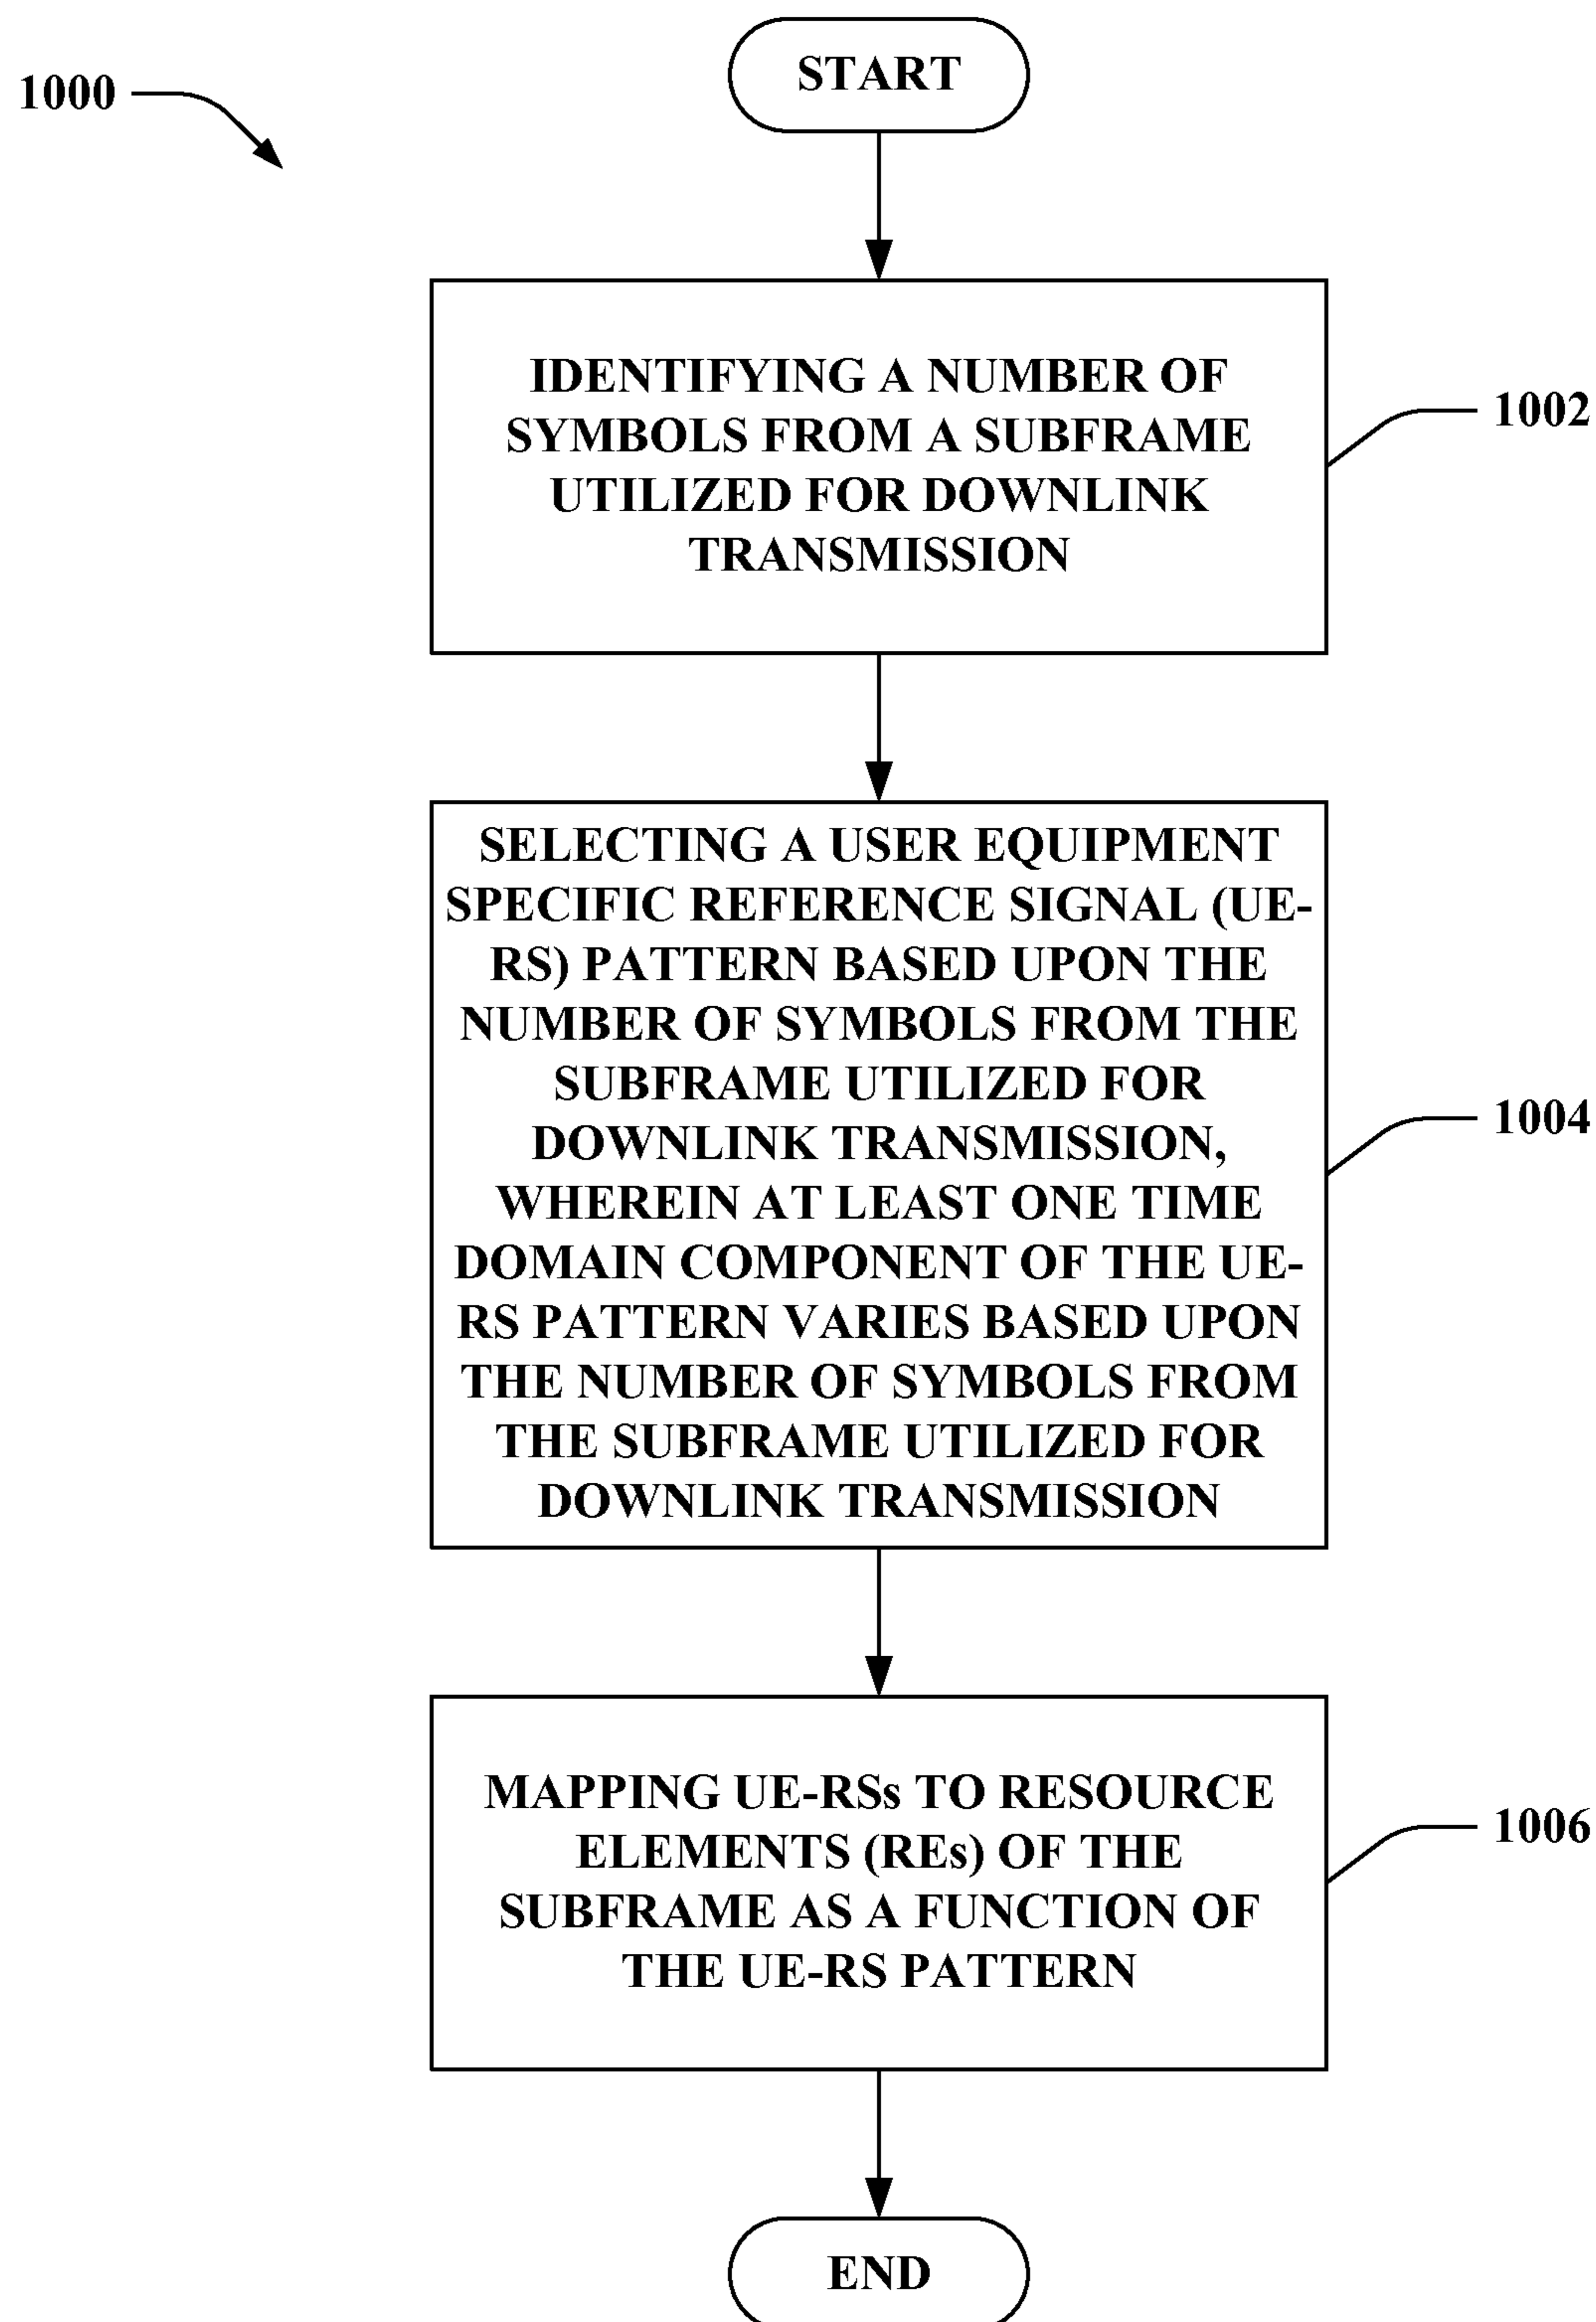 START
1000
IDENTIFYING A NUMBER OF
SYMBOLS FROM A SUBFRAME
UTILIZED FOR DOWNLINK
TRANSMISSION
1002
SELECTING A USER EQUIPMENT
SPECIFIC REFERENCE SIGNAL (UE-
RS) PATTERN BASED UPON THE
NUMBER OF SYMBOLS FROM THE
SUBFRAME UTILIZED FOR
DOWNLINK TRANSMISSION,
WHEREIN AT LEAST ONE TIME
DOMAIN COMPONENT OF THE UE-
RS PATTERN VARIES BASED UPON
THE NUMBER OF SYMBOLS FROM
THE SUBFRAME UTILIZED FOR
DOWNLINK TRANSMISSION
1004
MAPPING UE-RSs TO RESOURCE
ELEMENTS (REs) OF THE
SUBFRAME AS A FUNCTION OF
THE UE-RS PATTERN
1006
END